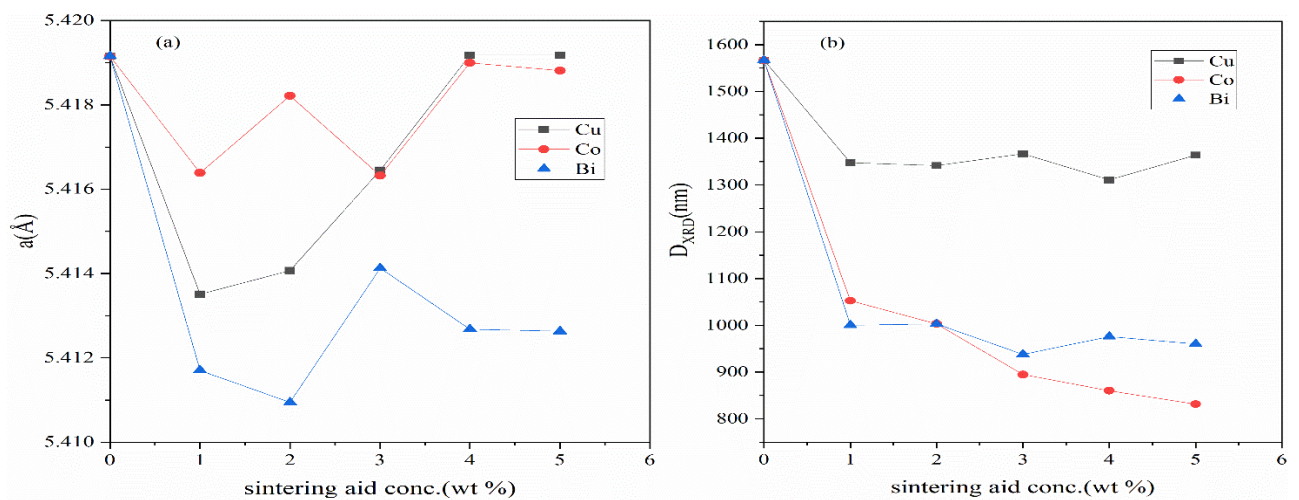 (a)
a(Å)
5.420
5.418
5.416
5.414
5.412
5.410
Cu
Co
Bi
0 1 2 3 4 5 6
sintering aid conc.(wt %)
(b)
D_XRD(nm)
1600
1500
1400
1300
1200
1100
1000
900
800
Cu
Co
Bi
0 1 2 3 4 5 6
sintering aid conc.(wt %)